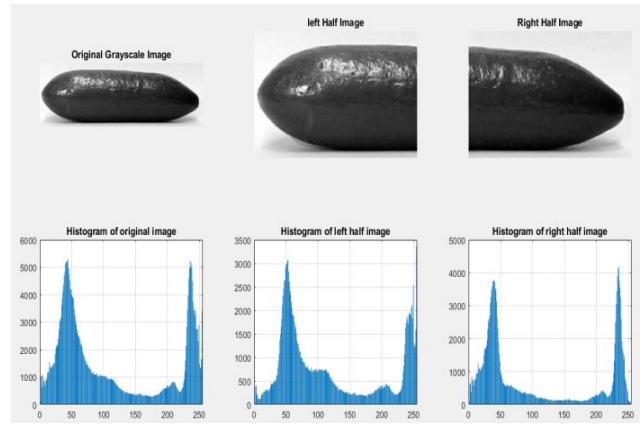 left Half Image
Right Half Image
Original Grayscale Image
Histogram of original image
Histogram of left half image
Histogram of right half image
6000
5000
4000
3000
2000
1000
0
0 50 100 150 200 250
3500
3000
2500
2000
1500
1000
500
0
0 50 100 150 200 250
5000
4000
3000
2000
1000
0
0 50 100 150 200 250